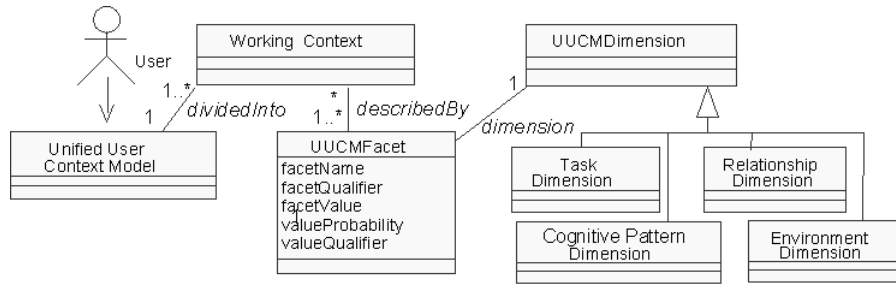 User
Working Context
UUCMDimension
1..*
1
dividedInto
*
1..*
describedBy
1
dimension
Unified User
Context Model
UUCMFacet
facetName
facetQualifier
facetValue
valueProbability
valueQualifier
Task
Dimension
Relationship
Dimension
Cognitive Pattern
Dimension
Environment
Dimension